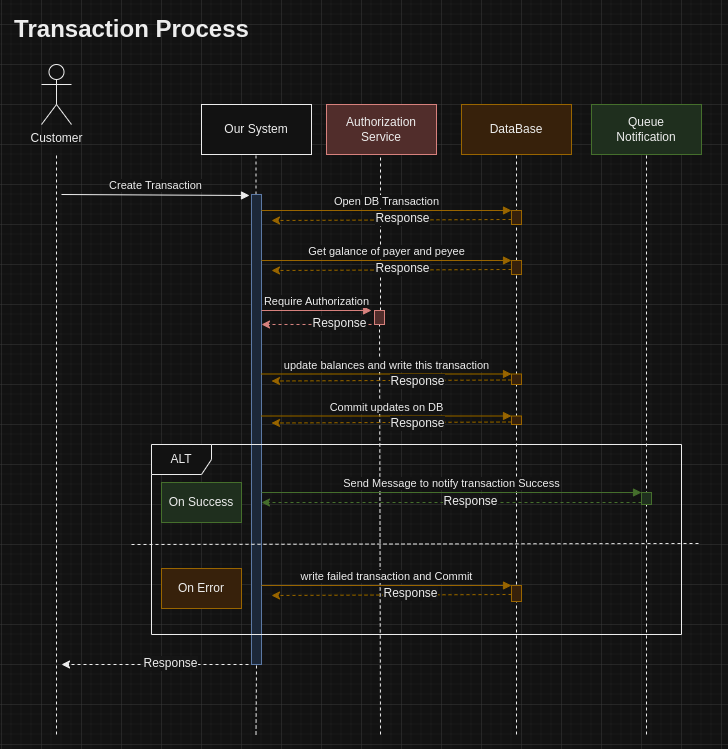 Transaction Process
Customer
Our System
Authorization
Service
DataBase
Queue
Notification
Create Transaction
Open DB Transaction
Response
Get galance of payer and peyee
Response
Require Authorization
Response
update balances and write this transaction
Response
Commit updates on DB
Response
ALT
On Success
Send Message to notify transaction Success
Response
On Error
write failed transaction and Commit
Response
Response